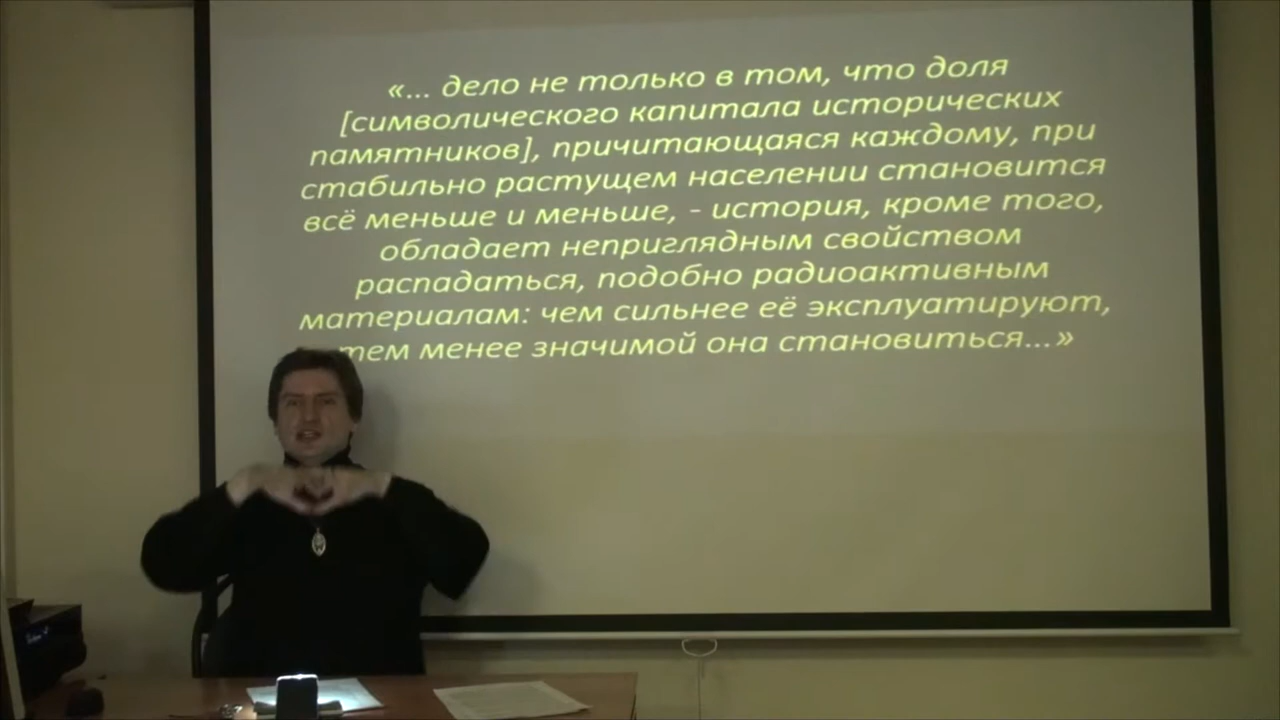 «... дело не только в том, что доля
[символического капитала исторических
памятников], причитающаяся каждому, при
стабильно растущем населении становится
всё меньше и меньше, - история, кроме того,
обладает неприглядным свойством
распадаться, подобно радиоактивным
материалам: чем сильнее её эксплуатируют,
тем менее значимой она становиться...»